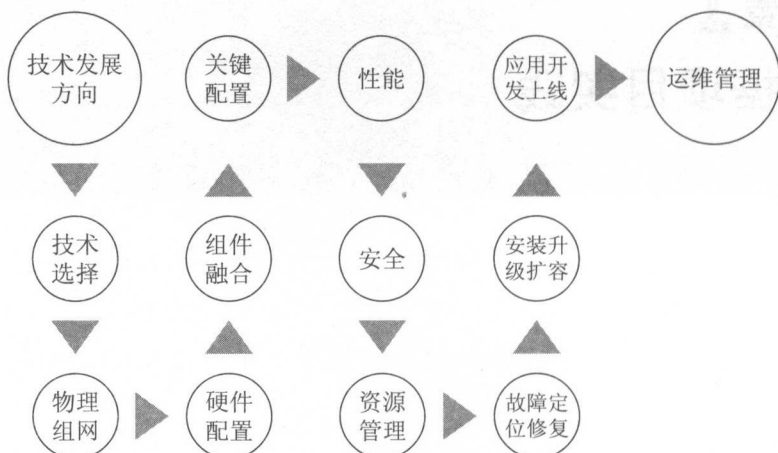 技术发展
方向
关键
配置
性能
应用开
发上线
运维管理
技术
选择
组件
融合
安全
安装升
级扩容
物理
组网
硬件
配置
资源
管理
故障定
位修复